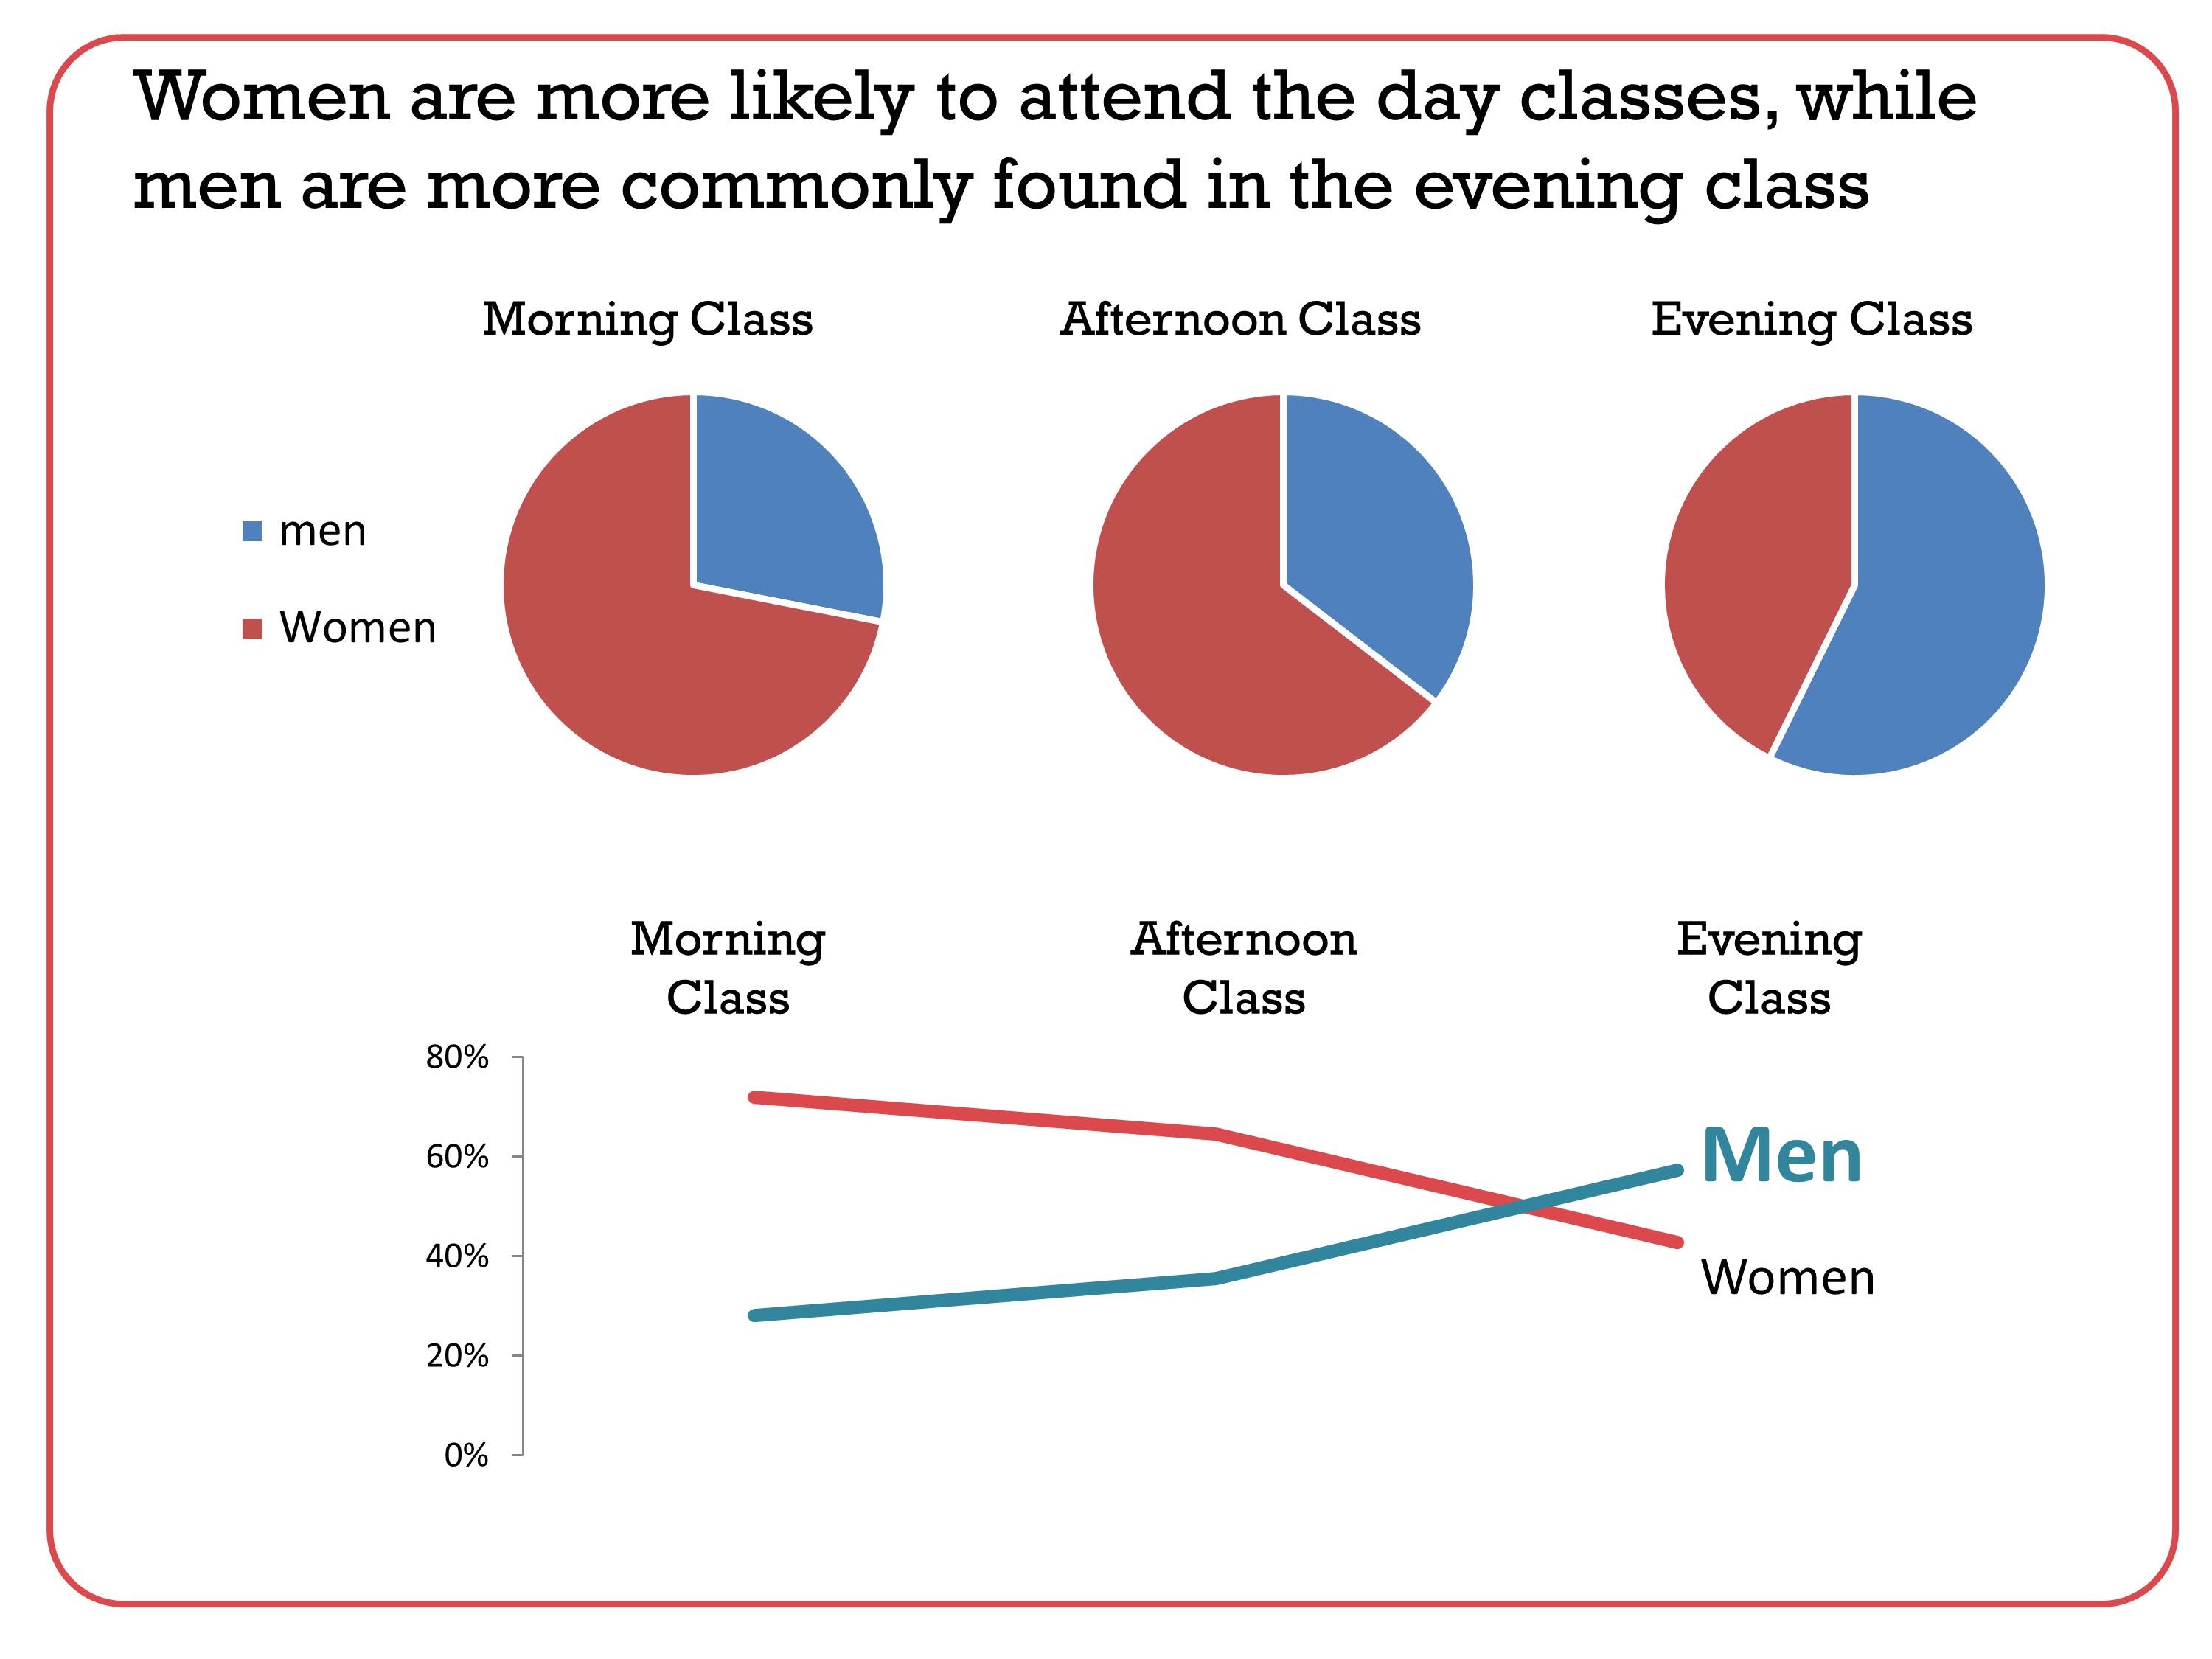 Women are more likely to attend the day classes, while
men are more commonly found in the evening class
Morning Class
Afternoon Class
Evening Class
men
Women
Morning
Class
Afternoon
Class
Evening
Class
80%
60%
40%
20%
0%
Men
Women